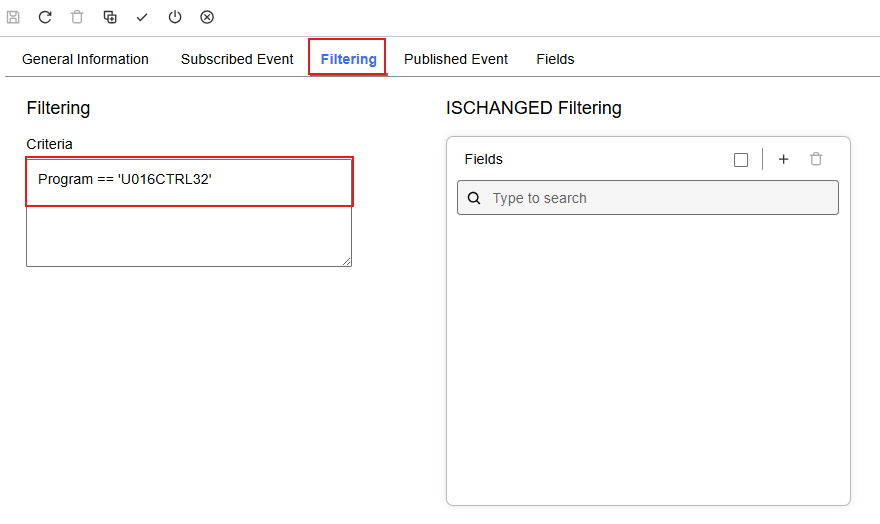 General Information
Subscribed Event
Filtering
Published Event
Fields
Filtering
ISCHANGED Filtering
Criteria
Program == 'U016CTRL32'
Fields
Type to search